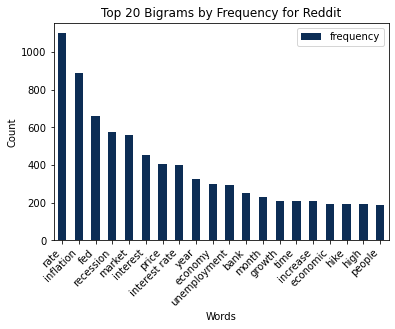 Top 20 Bigrams by Frequency for Reddit
frequency
Count
1000
800
600
400
200
0
rate
inflation
fed
recession
market
interest
price
interest rate
year
economy
unemployment
bank
month
growth
time
increase
economic
hike
high
people
Words